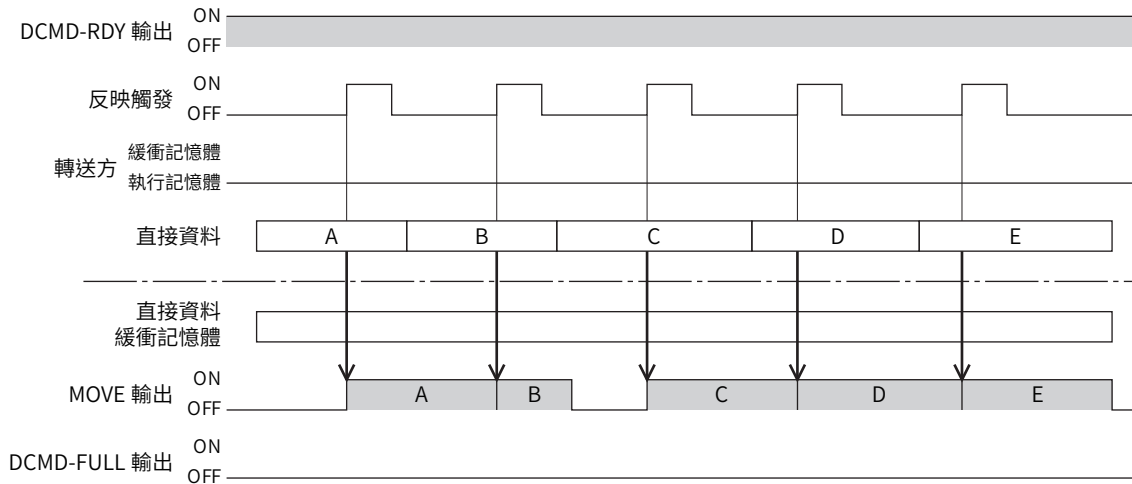 DCMD-RDY 輸出
ON
OFF
反映觸發
ON
OFF
轉送方
緩衝記憶體
執行記憶體
直接資料
A
B
C
D
E
直接資料
緩衝記憶體
MOVE 輸出
ON
OFF
A
B
C
D
E
DCMD-FULL 輸出
ON
OFF